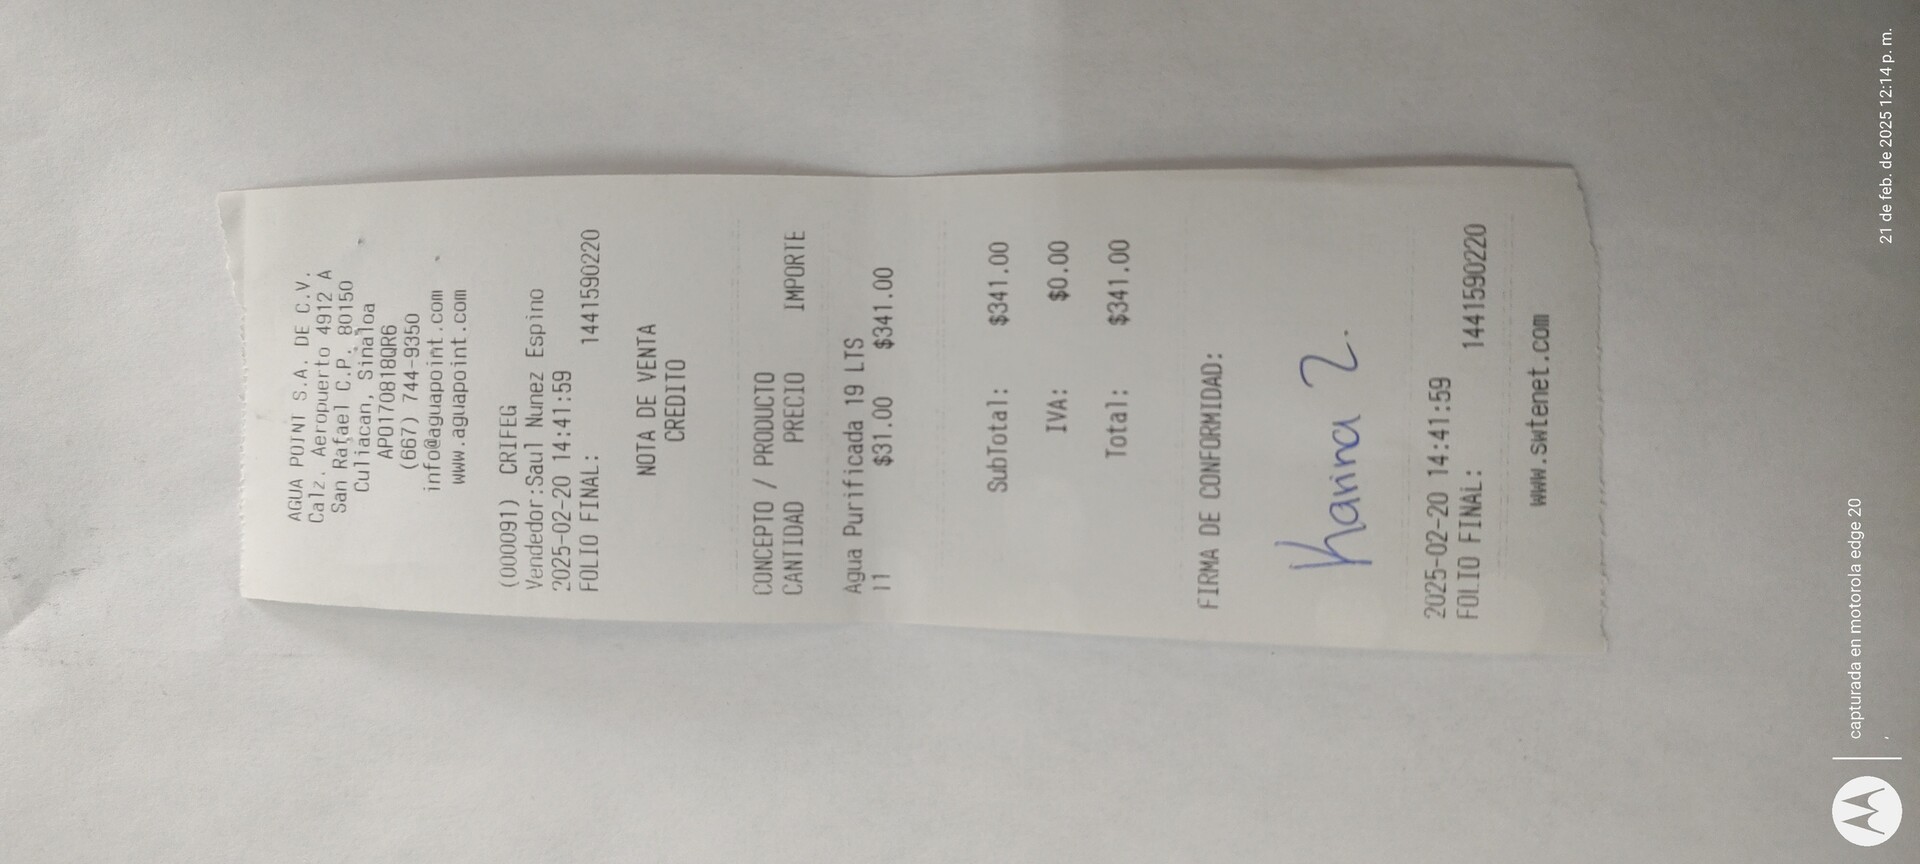 AGUA POINT S.A. DE C.V.
Calz. Aeropuerto 4912 A
San Rafael C.P. 80150
Culiacan, Sinaloa
APO170818QR6
(667) 744-9350
info@aguapoint.com
www.aguapoint.com
(000091) CRIFEG
Vendedor:Saul Nunez Espino
2025-02-20 14:41:59
FOLIO FINAL: 1441590220
NOTA DE VENTA
CREDITO
CONCEPTO / PRODUCTO
CANTIDAD PRECIO IMPORTE
Agua Purificada 19 LTS
11 $31.00 $341.00
SubTotal: $341.00
IVA: $0.00
Total: $341.00
FIRMA DE CONFORMIDAD:
Karina Z.
2025-02-20 14:41:59
FOLIO FINAL: 1441590220
www.swtenet.com
capturada en motorola edge 20
, 21 de feb. de 2025 12:14 p. m.